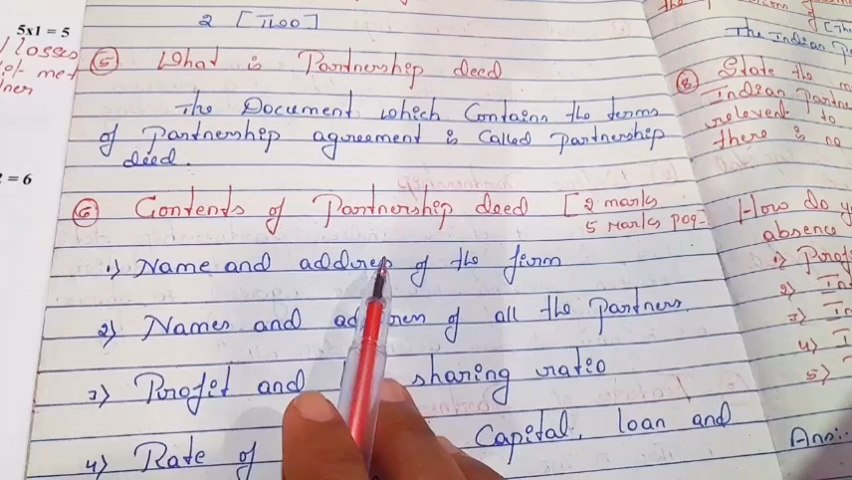 5x1 = 5
losses
met
= 6
2 [Two]
5 What is Partnership deed
The Document which Contains the terms
of Partnership agreement is Called Partnership
deed.
6 Contents of Partnership deed [2 marks
5 Marks
1) Name and address of the firm
2) Names and of all the Partners
3) Profit and sharing ratio
4) Rate of Capital, loan and
The Indian
8 State the
Indian
relevent to
there is no
How do
absence
1)
2)
3)
4)
5)
Ans:-